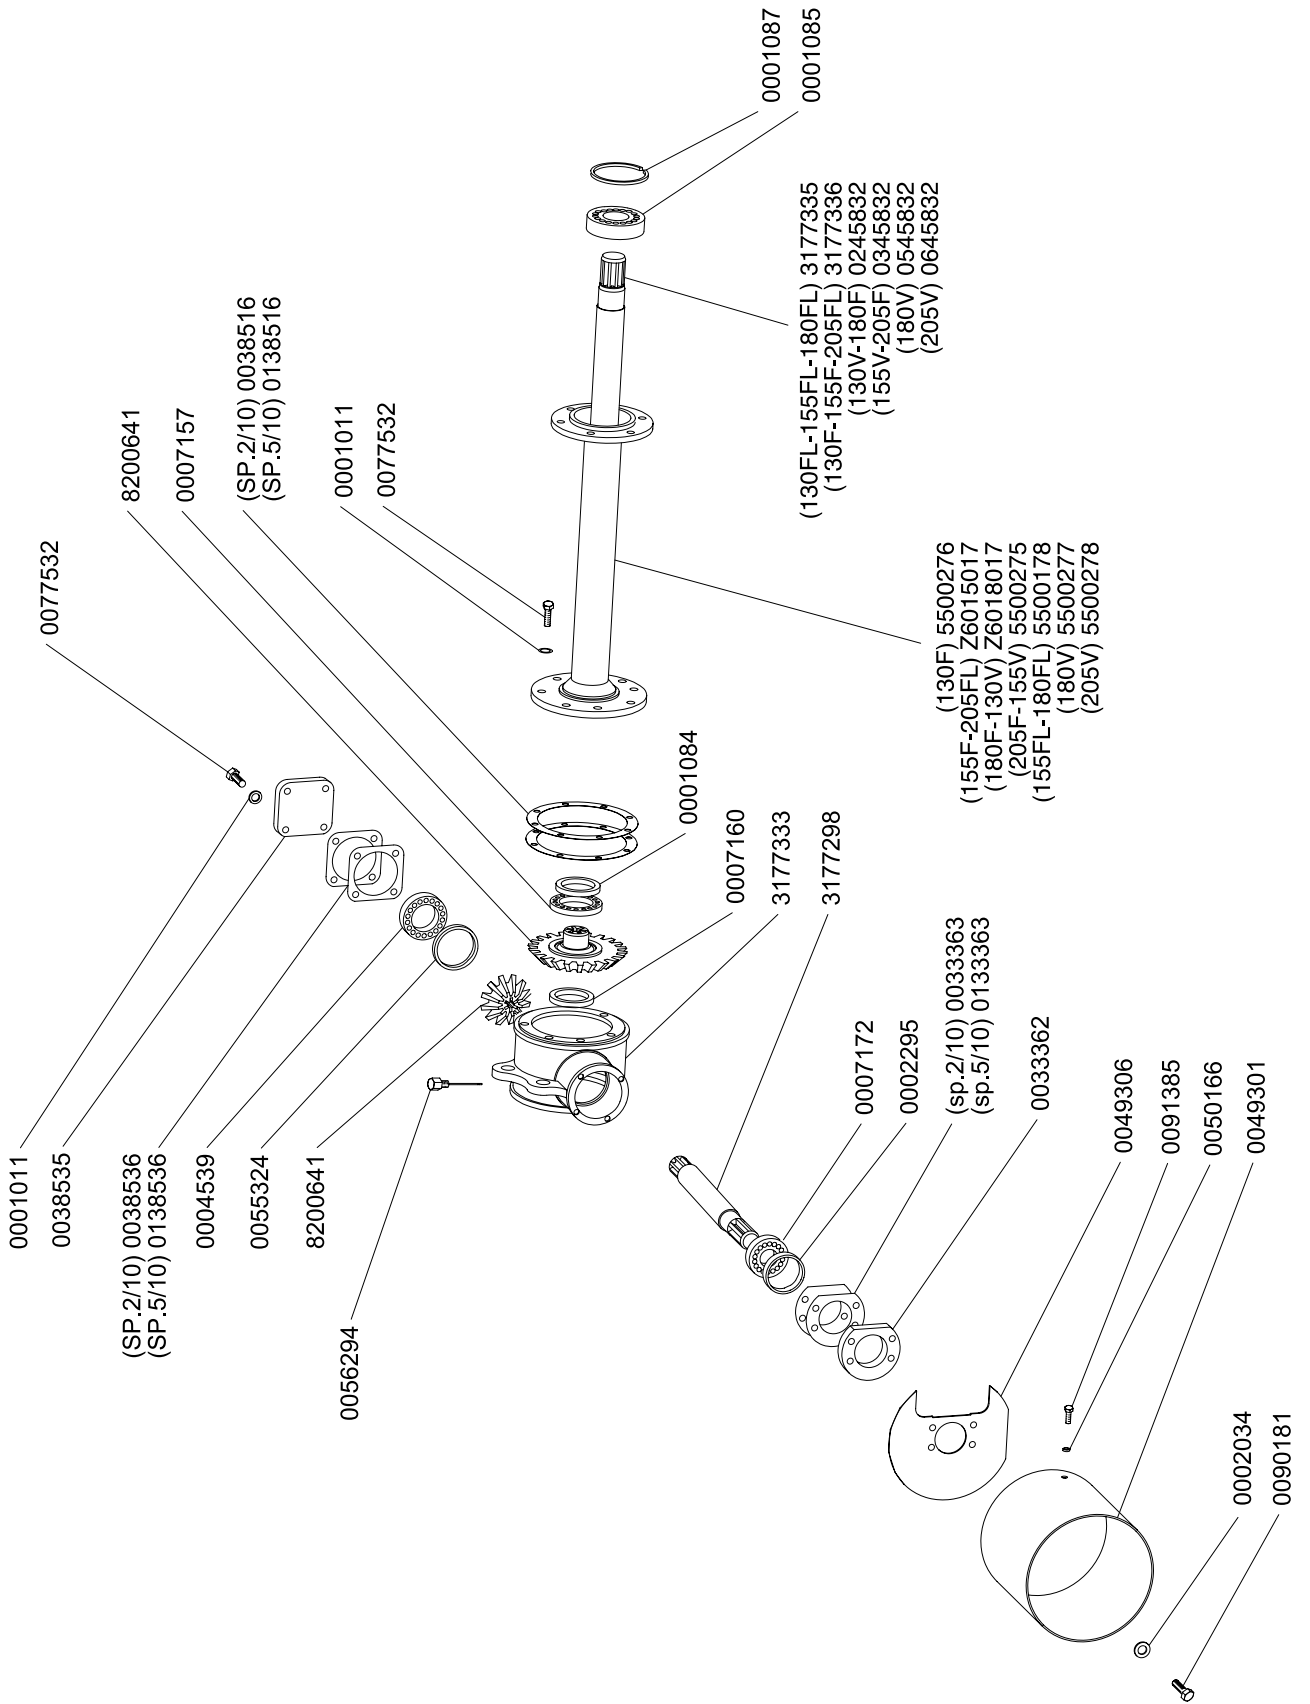 0001011
0038535
(SP.2/10) 0038536
(SP.5/10) 0138536
0004539
0055324
8200641
0056294
0077532
8200641
0007157
(SP.2/10) 0038516
(SP.5/10) 0138516
0001011
0077532
0001087
0001085
(130FL-155FL-180FL) 3177335
(130F-155F-205FL) 3177336
(130V-180F) 0245832
(155V-205F) 0345832
(180V) 0545832
(205V) 0645832
(130F) 5500276
(155F-205FL) Z6015017
(180F-130V) Z6018017
(205F-155V) 5500275
(155FL-180FL) 5500178
(180V) 5500277
(205V) 5500278
0001084
0007160
3177333
3177298
0007172
0002295
(sp.2/10) 0033363
(sp.5/10) 0133363
0033362
0049306
0091385
0050166
0049301
0002034
0090181